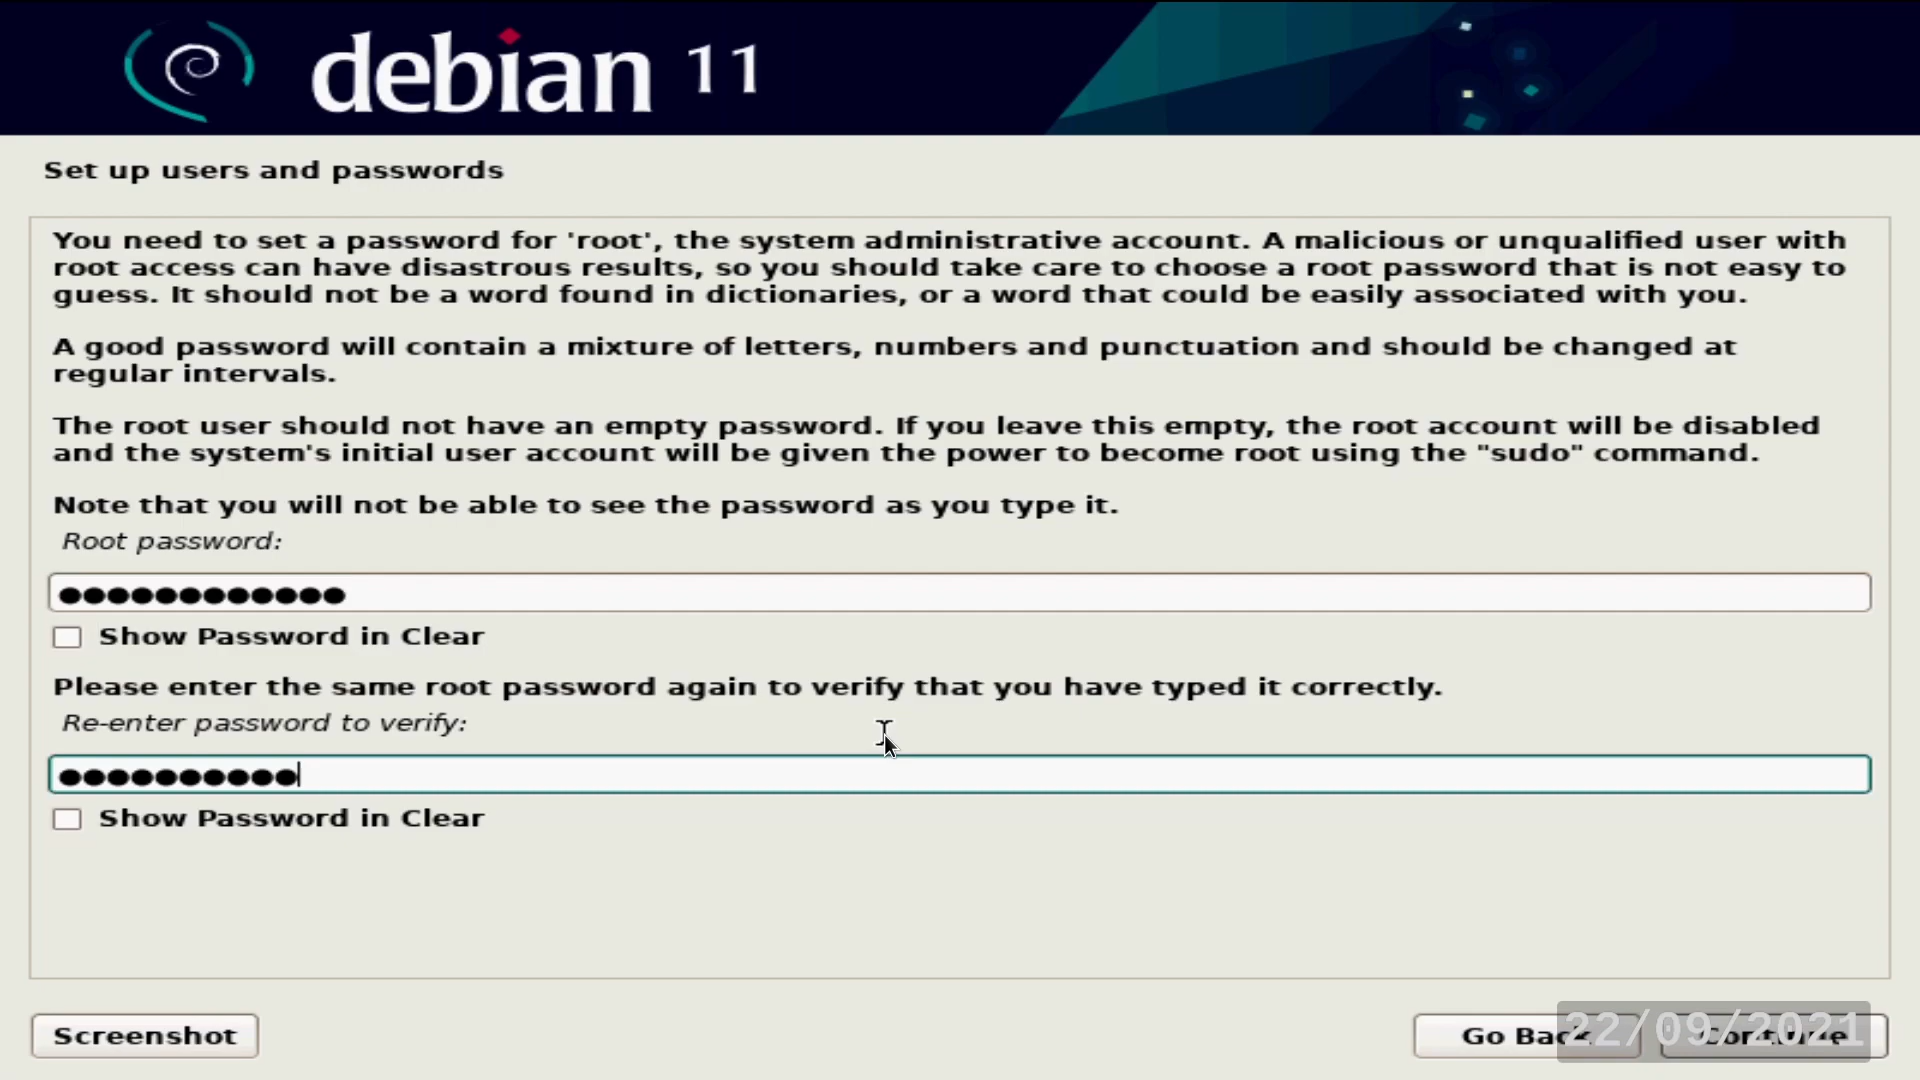 debian 11
Set up users and passwords
You need to set a password for 'root', the system administrative account. A malicious or unqualified user with
root access can have disastrous results, so you should take care to choose a root password that is not easy to
guess. It should not be a word found in dictionaries, or a word that could be easily associated with you.
A good password will contain a mixture of letters, numbers and punctuation and should be changed at
regular intervals.
The root user should not have an empty password. If you leave this empty, the root account will be disabled
and the system's initial user account will be given the power to become root using the "sudo" command.
Note that you will not be able to see the password as you type it.
Root password:
●●●●●●●●●●●●
Show Password in Clear
Please enter the same root password again to verify that you have typed it correctly.
Re-enter password to verify:
●●●●●●●●●●
Show Password in Clear
Screenshot
Go Back
Continue
22/09/2021